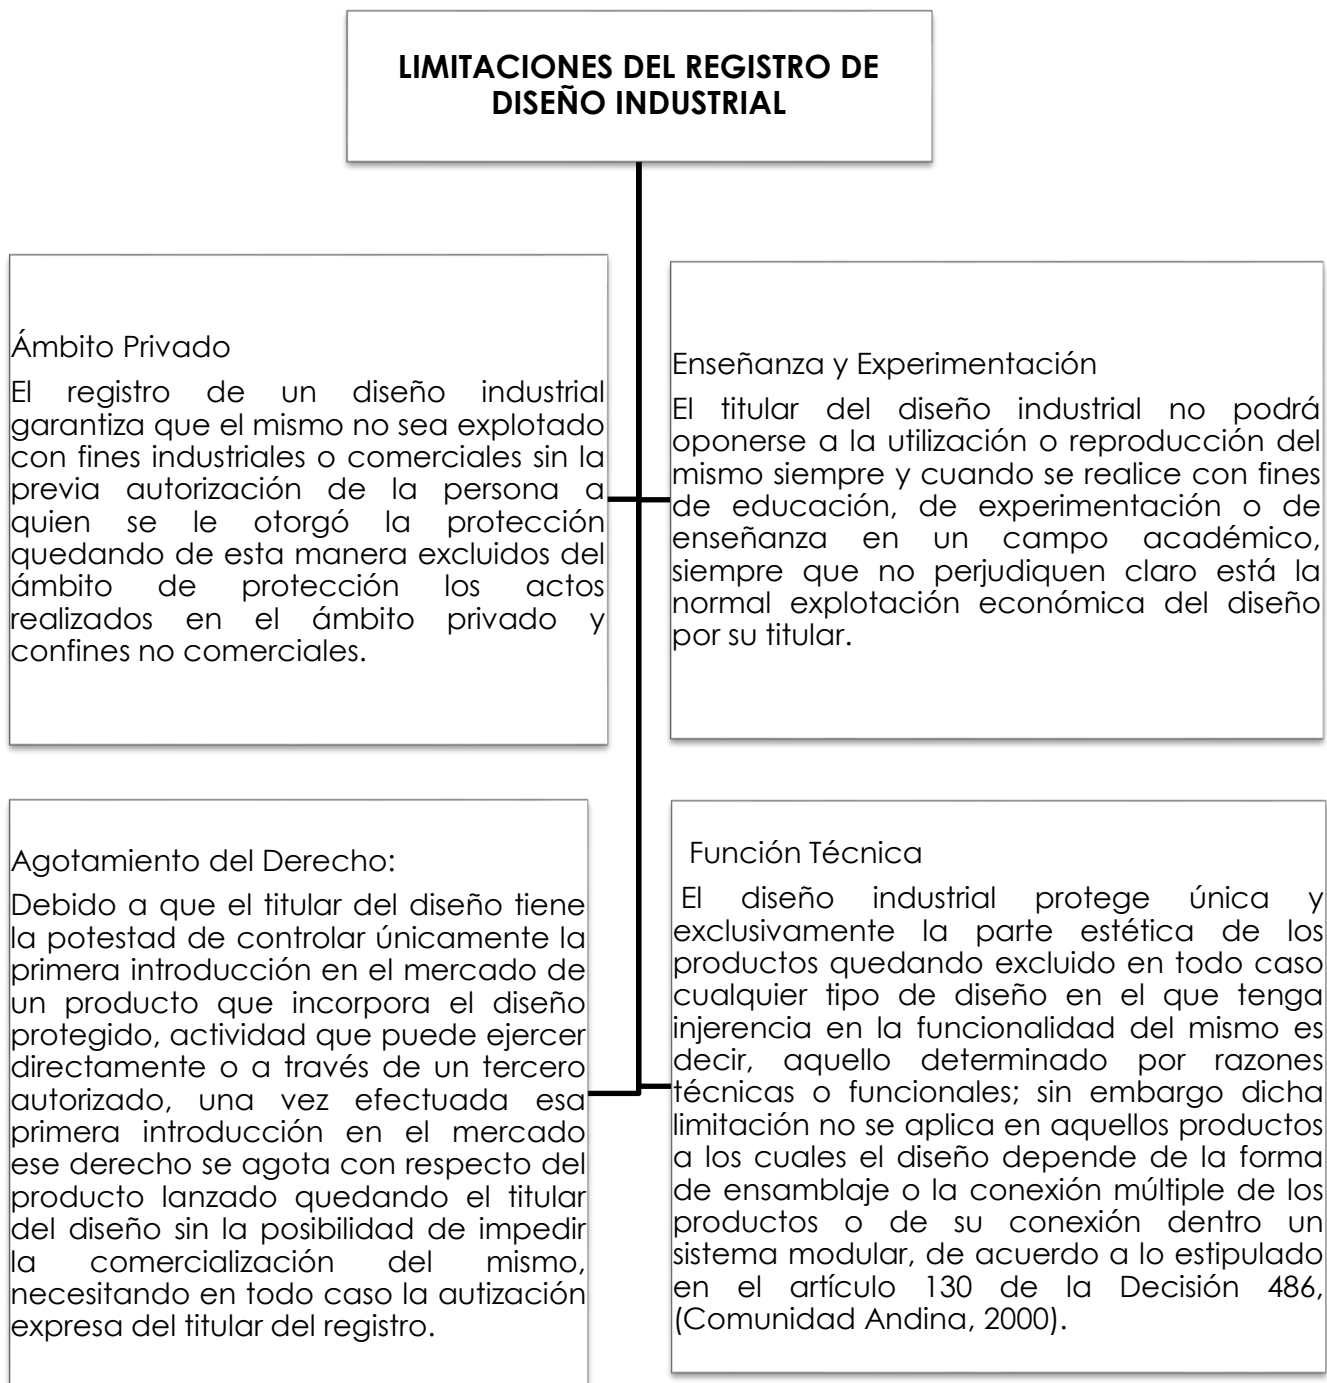 LIMITACIONES DEL REGISTRO DE
DISEÑO INDUSTRIAL
Ámbito Privado
El registro de un diseño industrial
garantiza que el mismo no sea explotado
con fines industriales o comerciales sin la
previa autorización de la persona a
quien se le otorgó la protección
quedando de esta manera excluidos del
ámbito de protección los actos
realizados en el ámbito privado y
confines no comerciales.
Enseñanza y Experimentación
El titular del diseño industrial no podrá
oponerse a la utilización o reproducción del
mismo siempre y cuando se realice con fines
de educación, de experimentación o de
enseñanza en un campo académico,
siempre que no perjudiquen claro está la
normal explotación económica del diseño
por su titular.
Agotamiento del Derecho:
Debido a que el titular del diseño tiene
la potestad de controlar únicamente la
primera introducción en el mercado de
un producto que incorpora el diseño
protegido, actividad que puede ejercer
directamente o a través de un tercero
autorizado, una vez efectuada esa
primera introducción en el mercado
ese derecho se agota con respecto del
producto lanzado quedando el titular
del diseño sin la posibilidad de impedir
la comercialización del mismo,
necesitando en todo caso la autización
expresa del titular del registro.
Función Técnica
El diseño industrial protege única y
exclusivamente la parte estética de los
productos quedando excluido en todo caso
cualquier tipo de diseño en el que tenga
injerencia en la funcionalidad del mismo es
decir, aquello determinado por razones
técnicas o funcionales; sin embargo dicha
limitación no se aplica en aquellos productos
a los cuales el diseño depende de la forma
de ensamblaje o la conexión múltiple de los
productos o de su conexión dentro un
sistema modular, de acuerdo a lo estipulado
en el artículo 130 de la Decisión 486,
(Comunidad Andina, 2000).